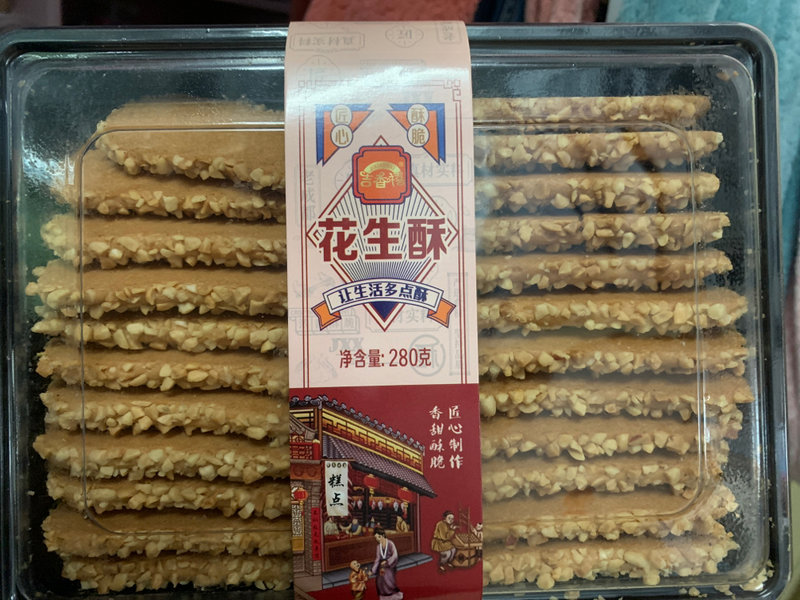 匠心
酥脆
吉香楼
花生酥
让生活多点酥
净含量: 280克
匠心制作
香甜酥脆
糕点